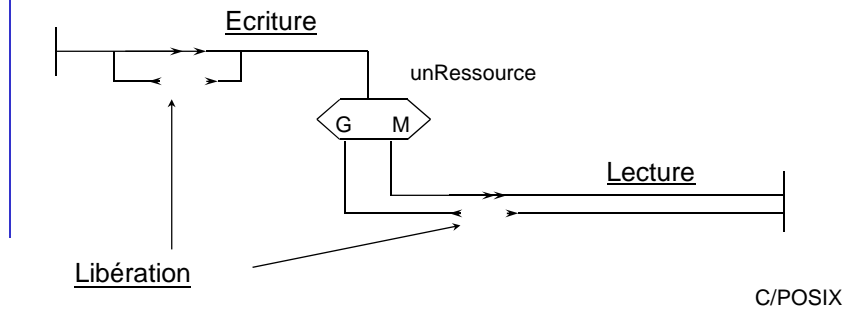 Ecriture
unRessource
G M
Lecture
Libération
C/POSIX